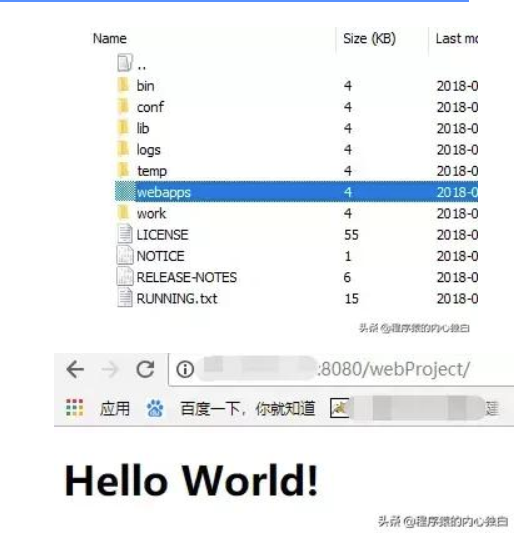 Name Size (KB) Last mo
..
bin 4 2018-0
conf 4 2018-0
lib 4 2018-0
logs 4 2018-0
temp 4 2018-0
webapps 4 2018-0
work 4 2018-0
LICENSE 55 2018-0
NOTICE 1 2018-0
RELEASE-NOTES 6 2018-0
RUNNING.txt 15 2018-0
头条 @程序猿的内心独白
:8080/webProject/
应用 百度一下，你就知道
Hello World!
头条 @程序猿的内心独白